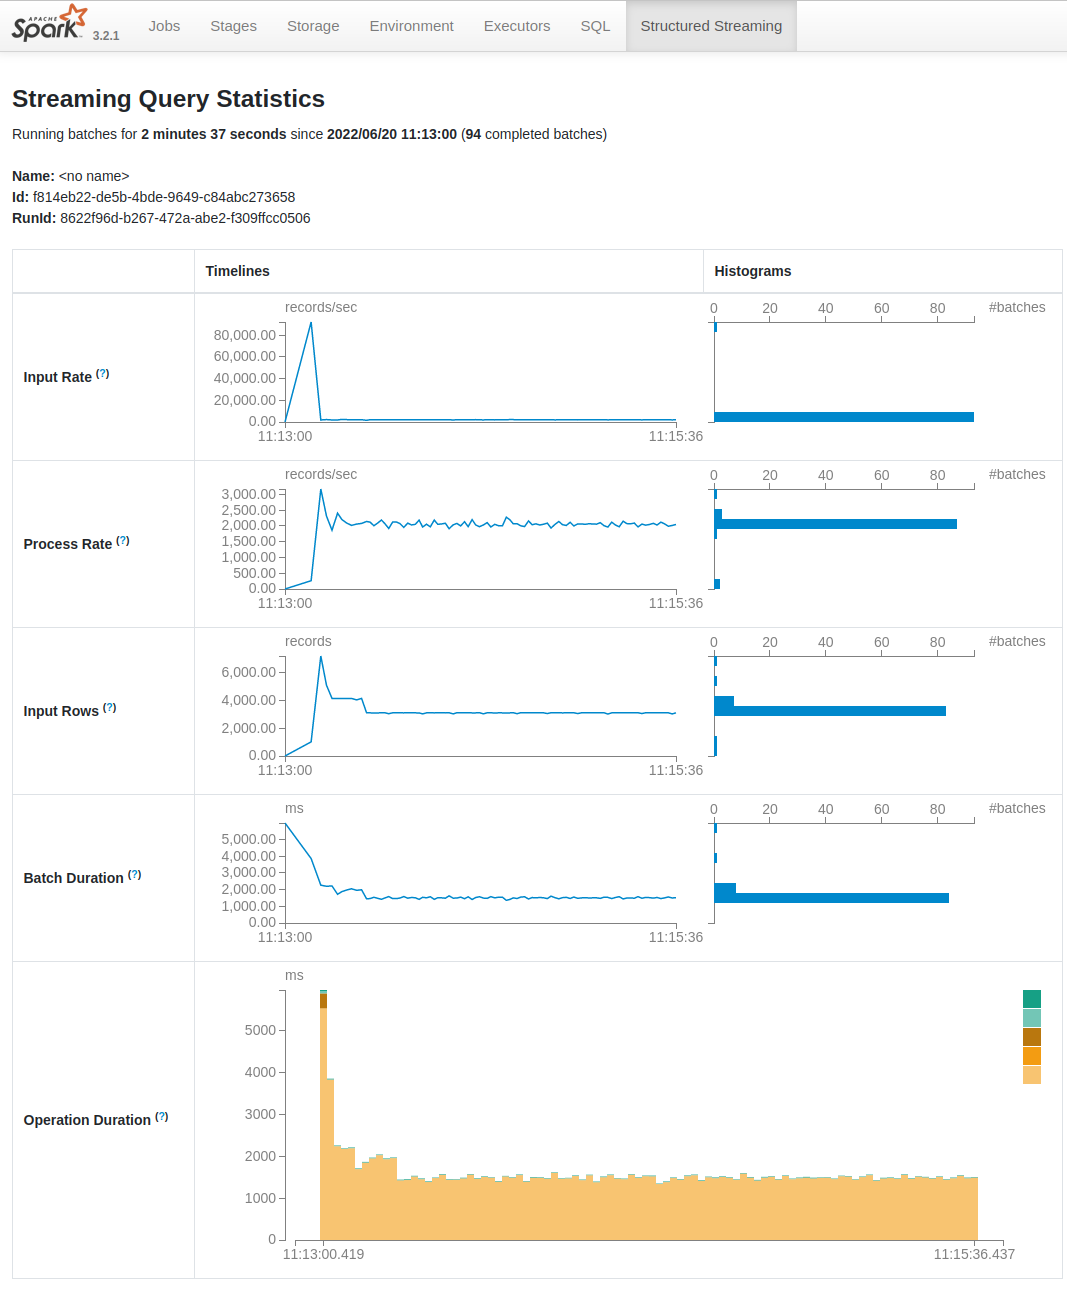 APACHE
Spark 3.2.1 Jobs Stages Storage Environment Executors SQL Structured Streaming
Streaming Query Statistics
Running batches for 2 minutes 37 seconds since 2022/06/20 11:13:00 (94 completed batches)
Name: <no name>
Id: f814eb22-de5b-4bde-9649-c84abc273658
RunId: 8622f96d-b267-472a-abe2-f309ffcc0506
Timelines Histograms
Input Rate (?)
records/sec
80,000.00
60,000.00
40,000.00
20,000.00
0.00
11:13:00 11:15:36
0 20 40 60 80 #batches
Process Rate (?)
records/sec
3,000.00
2,500.00
2,000.00
1,500.00
1,000.00
500.00
0.00
11:13:00 11:15:36
0 20 40 60 80 #batches
Input Rows (?)
records
6,000.00
4,000.00
2,000.00
0.00
11:13:00 11:15:36
0 20 40 60 80 #batches
Batch Duration (?)
ms
5,000.00
4,000.00
3,000.00
2,000.00
1,000.00
0.00
11:13:00 11:15:36
0 20 40 60 80 #batches
Operation Duration (?)
ms
5000
4000
3000
2000
1000
0
11:13:00.419 11:15:36.437